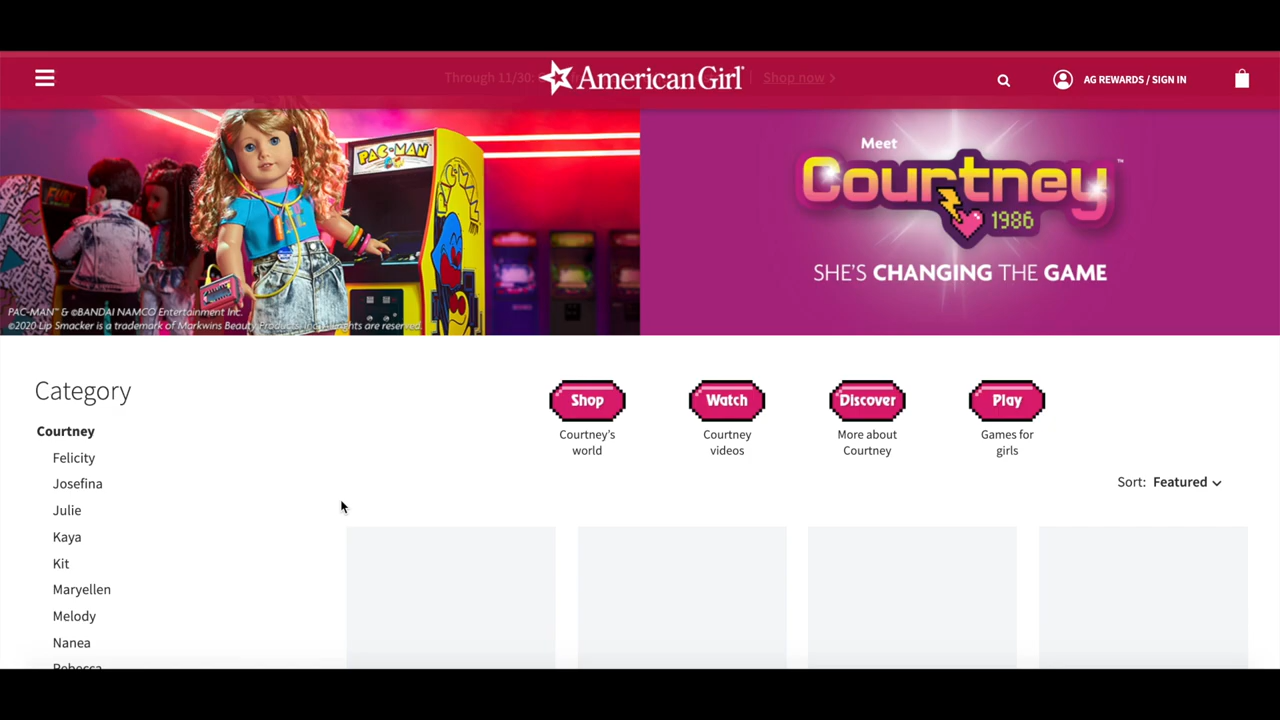 Through 11/30:
American Girl
Shop now >
AG REWARDS / SIGN IN
PAC-MAN
Meet
Courtney™
1986
SHE'S CHANGING THE GAME
PAC-MAN™ & ©BANDAI NAMCO Entertainment Inc.
©2020 Lip Smacker is a trademark of Markwins Beauty Products, Inc. All rights are reserved.
Category
Shop
Watch
Discover
Play
Courtney's
world
Courtney
videos
More about
Courtney
Games for
girls
Sort: Featured
Courtney
Felicity
Josefina
Julie
Kaya
Kit
Maryellen
Melody
Nanea
Rebecca